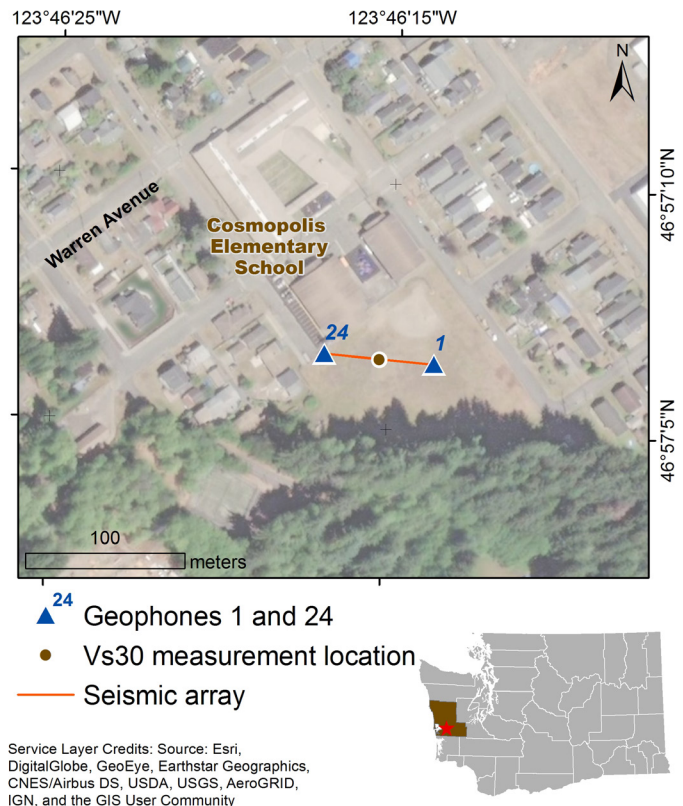 123°46'25"W
123°46'15"W
N
46°57'10"N
Warren Avenue
Cosmopolis
Elementary
School
24
1
46°57'5"N
100
meters
24
Geophones 1 and 24
Vs30 measurement location
Seismic array
Service Layer Credits: Source: Esri,
DigitalGlobe, GeoEye, Earthstar Geographics,
CNES/Airbus DS, USDA, USGS, AeroGRID,
IGN, and the GIS User Community